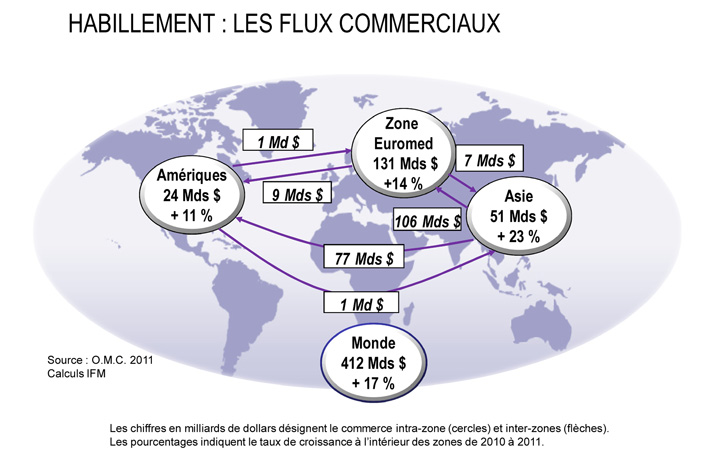 HABILLEMENT : LES FLUX COMMERCIAUX
Zone
Euromed
131 Mds $
+14 %
1 Md $
7 Mds $
Amériques
24 Mds $
+ 11 %
9 Mds $
Asie
51 Mds $
+ 23 %
106 Mds $
77 Mds $
1 Md $
Monde
412 Mds $
+ 17 %
Source : O.M.C. 2011
Calculs IFM
Les chiffres en milliards de dollars désignent le commerce intra-zone (cercles) et inter-zones (flèches).
Les pourcentages indiquent le taux de croissance à l’intérieur des zones de 2010 à 2011.